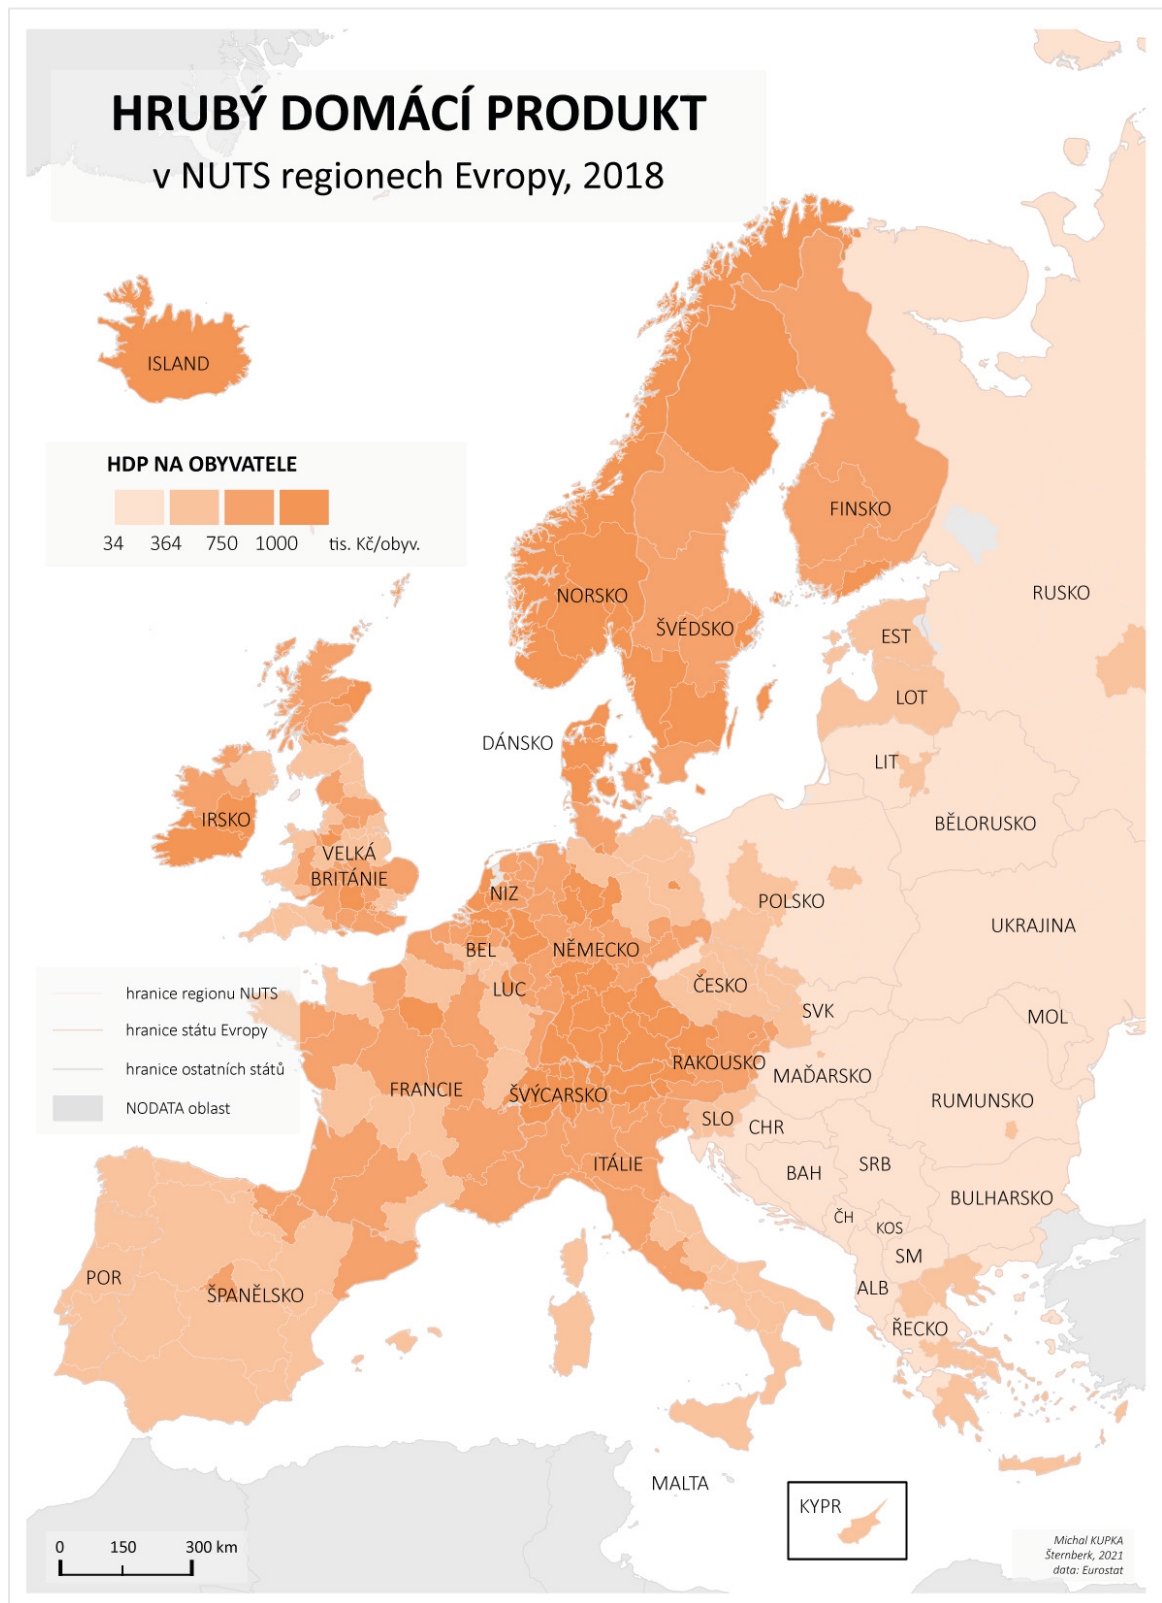 HRUBÝ DOMÁCÍ PRODUKT
v NUTS regionech Evropy, 2018
ISLAND
HDP NA OBYVATELE
34 364 750 1000 tis. Kč/obyv.
FINSKO
NORSKO
RUSKO
ŠVÉDSKO
EST
LOT
DÁNSKO
LIT
IRSKO
BĚLORUSKO
VELKÁ
BRITÁNIE
NIZ
POLSKO
UKRAJINA
BEL
NĚMECKO
LUC
ČESKO
SVK
MOL
hranice regionu NUTS
hranice státu Evropy
hranice ostatních států
NODATA oblast
RAKOUSKO
MAĎARSKO
FRANCIE
ŠVÝCARSKO
RUMUNSKO
SLO
CHR
ITÁLIE
BAH
SRB
BULHARSKO
ČH
KOS
SM
POR
ŠPANĚLSKO
ALB
ŘECKO
MALTA
KYPR
0 150 300 km
Michal KUPKA
Šternberk, 2021
data: Eurostat